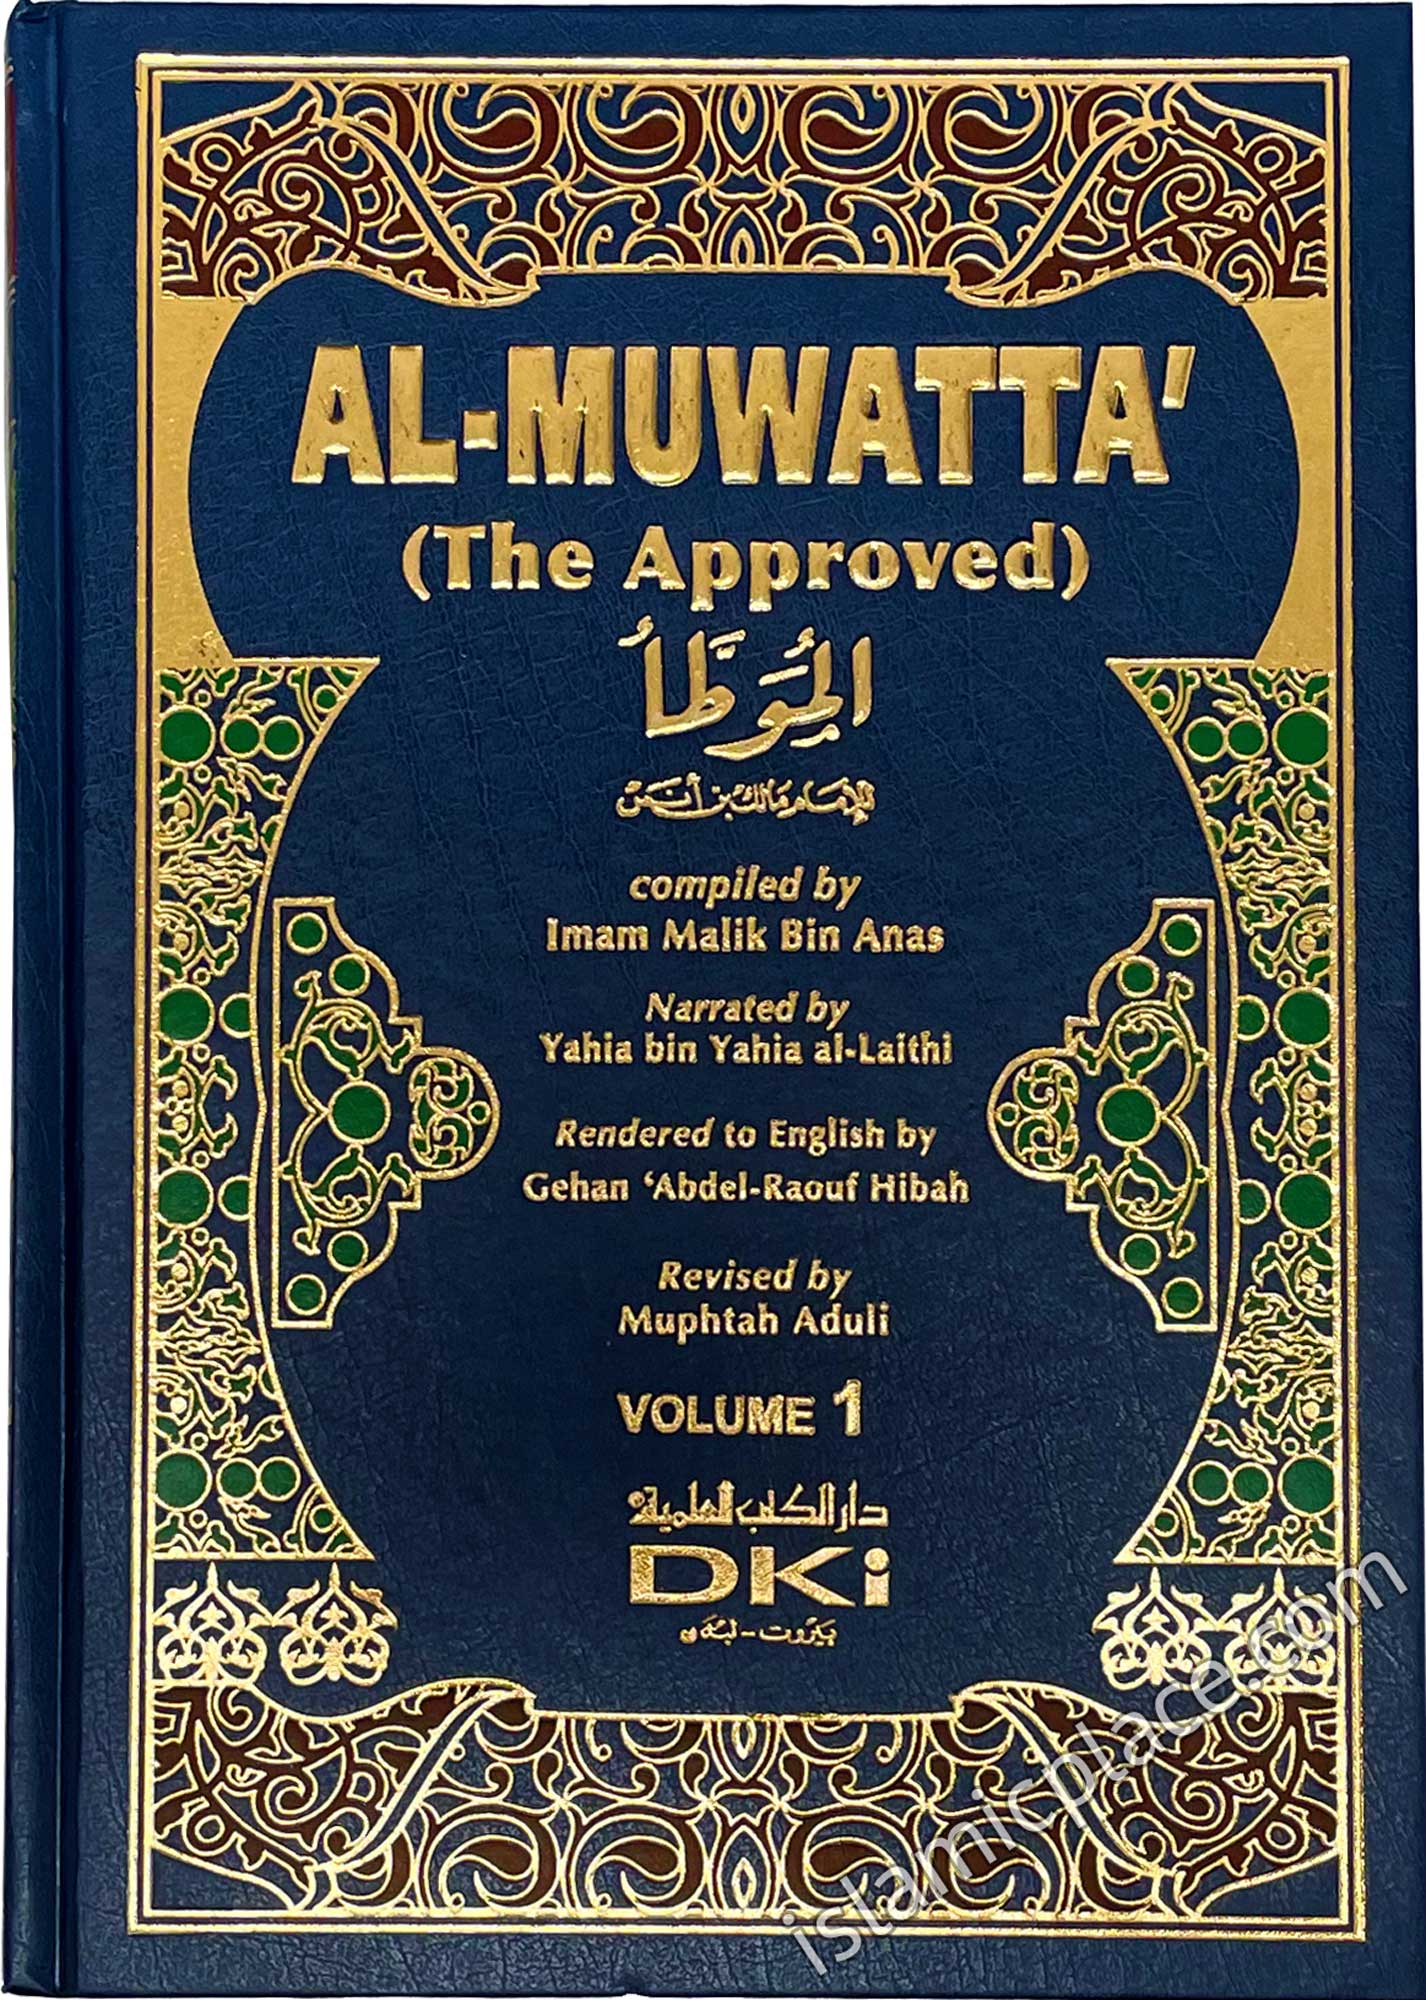 AL-MUWATTA'
(The Approved)
المُوَطَّأُ
للإمام مالك بن أنس
compiled by
Imam Malik Bin Anas
Narrated by
Yahia bin Yahia al-Laithi
Rendered to English by
Gehan ‘Abdel-Raouf Hibah
Revised by
Muphtah Aduli
VOLUME 1
دار الكتب العلمية
DKi
بيروت - لبنان
islamicplace.com